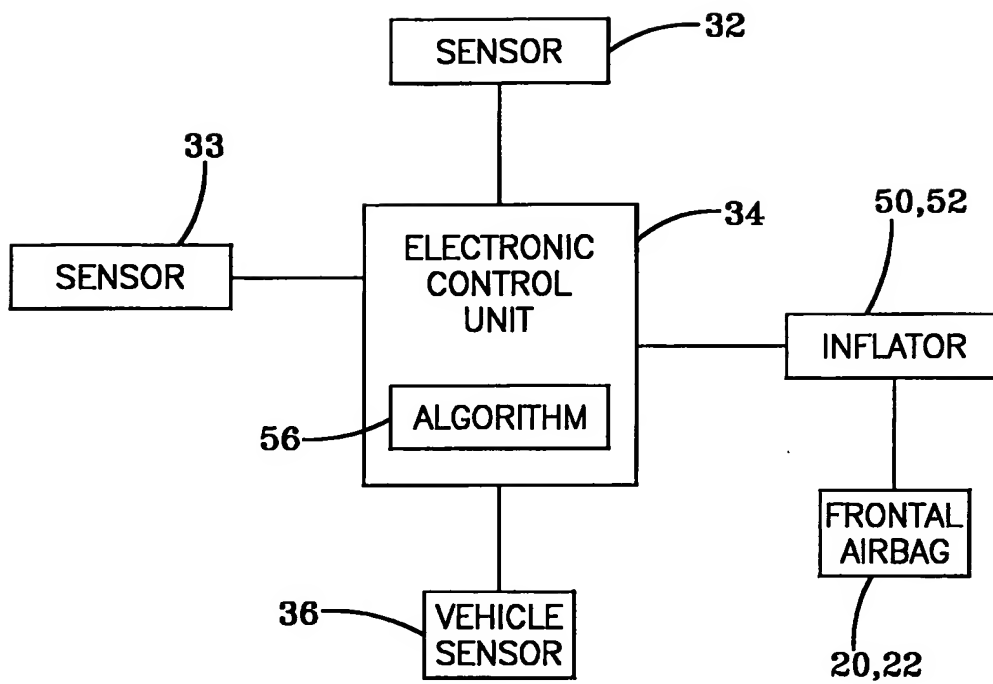 32
SENSOR
33
34
50,52
SENSOR
ELECTRONIC
CONTROL
UNIT
INFLATOR
ALGORITHM
56
FRONTAL
AIRBAG
36
VEHICLE
SENSOR
20,22